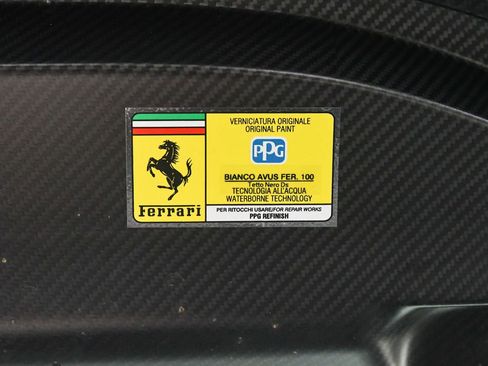 Ferrari
VERNICIATURA ORIGINALE
ORIGINAL PAINT
PPG
BIANCO AVUS FER. 100
Tetto Nero Ds
TECNOLOGIA ALL'ACQUA
WATERBORNE TECHNOLOGY
PER RITOCCHI USARE/FOR REPAIR WORKS
PPG REFINISH